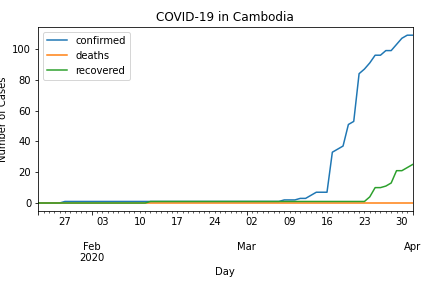 COVID-19 in Cambodia
confirmed
deaths
recovered
Number of Cases
100
80
60
40
20
0
27 03 10 17 24 02 09 16 23 30
Feb Mar Apr
2020
Day